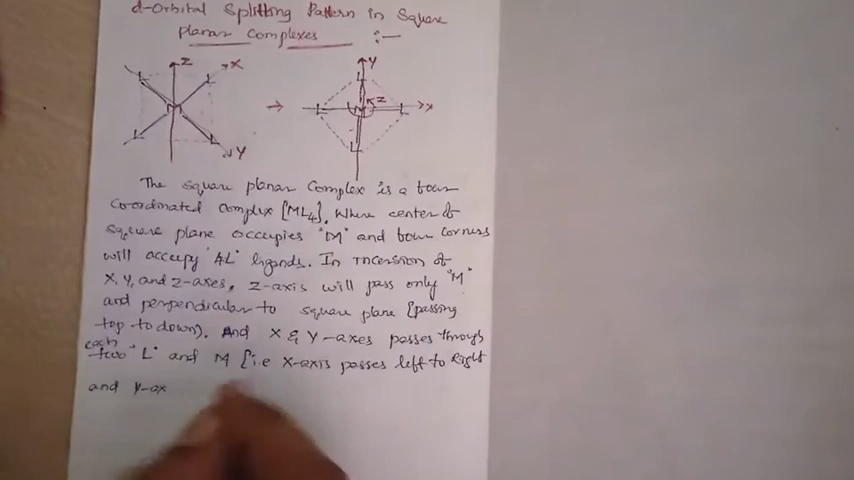 d-Orbital Splitting Pattern in Square
Planar Complexes :-
Z X Y
L L M L L
Y Z X
L L M L L
The square planar Complex is a four
Coordinated complex [ML4]. Where center of
square plane occupies "M" and four corners
will occupy "4L" ligands. In incersion of
X, Y, and z-axes, z-axis will pass only "M"
and perpendicular to square plane [passing
top to down). And X & Y-axes passes through
each two "L" and M [i.e X-axis passes left to Right
and Y-ax